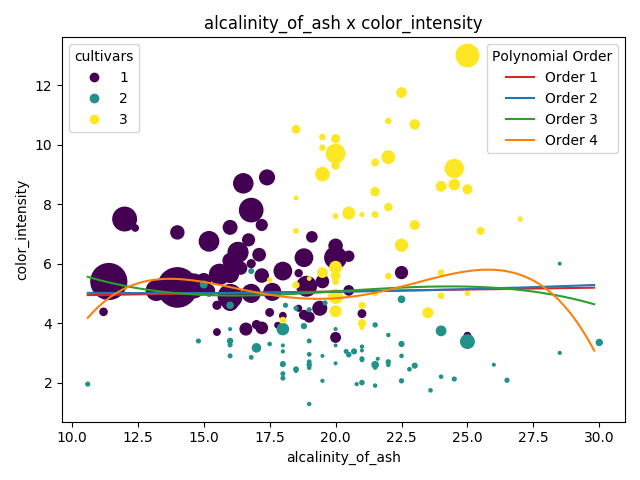 alcalinity_of_ash x color_intensity
cultivars
1
2
3
Polynomial Order
Order 1
Order 2
Order 3
Order 4
color_intensity
12
10
8
6
4
2
10.0 12.5 15.0 17.5 20.0 22.5 25.0 27.5 30.0
alcalinity_of_ash